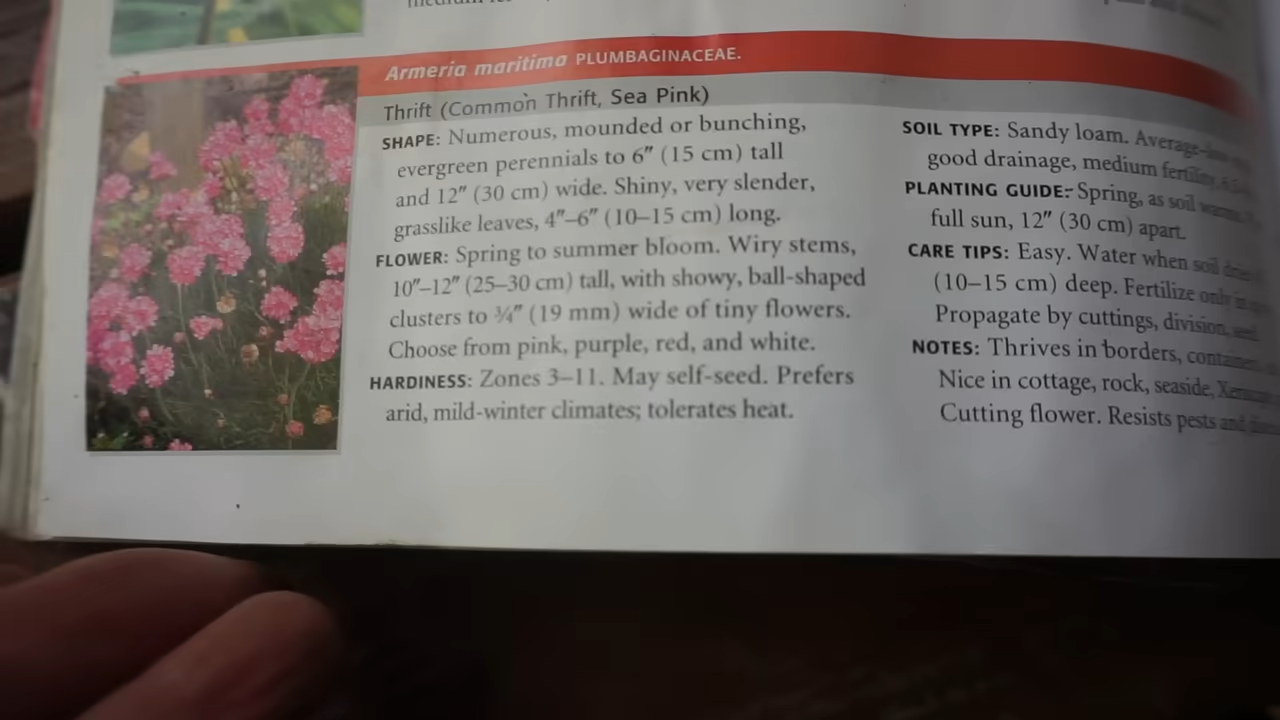 Armeria maritima PLUMBAGINACEAE.
Thrift (Common Thrift, Sea Pink)
SHAPE: Numerous, mounded or bunching,
evergreen perennials to 6″ (15 cm) tall
and 12″ (30 cm) wide. Shiny, very slender,
grasslike leaves, 4″–6″ (10–15 cm) long.
FLOWER: Spring to summer bloom. Wiry stems,
10″–12″ (25–30 cm) tall, with showy, ball-shaped
clusters to ¾″ (19 mm) wide of tiny flowers.
Choose from pink, purple, red, and white.
HARDINESS: Zones 3–11. May self-seed. Prefers
arid, mild-winter climates; tolerates heat.
SOIL TYPE: Sandy loam.
good drainage, medium fertility,
PLANTING GUIDE: Spring, as soil
full sun, 12″ (30 cm) apart.
CARE TIPS: Easy. Water when soil
(10–15 cm) deep. Fertilize only in
Propagate by cuttings, division, seed.
NOTES: Thrives in borders,
Nice in cottage, rock, seaside,
Cutting flower. Resists pests and